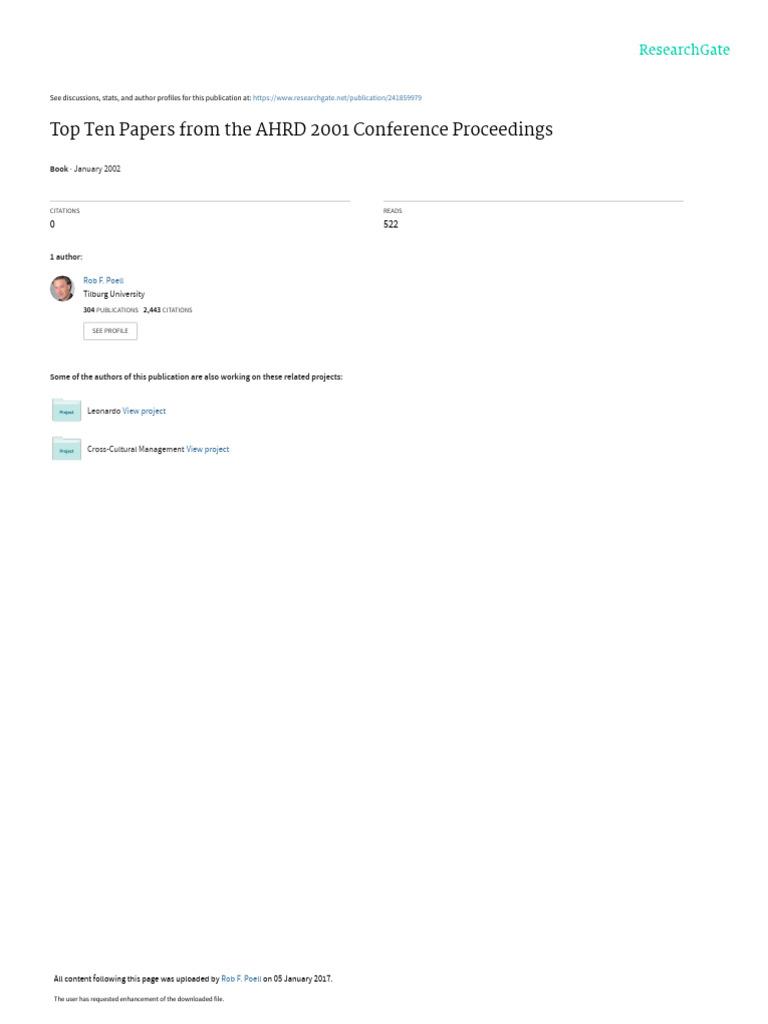 ResearchGate
See discussions, stats, and author profiles for this publication at: https://www.researchgate.net/publication/241859979
Top Ten Papers from the AHRD 2001 Conference Proceedings
Book · January 2002
CITATIONS
0
READS
522
1 author:
Rob F. Poell
Tilburg University
304 PUBLICATIONS 2,443 CITATIONS
SEE PROFILE
Some of the authors of this publication are also working on these related projects:
Project
Leonardo View project
Project
Cross-Cultural Management View project
All content following this page was uploaded by Rob F. Poell on 05 January 2017.
The user has requested enhancement of the downloaded file.